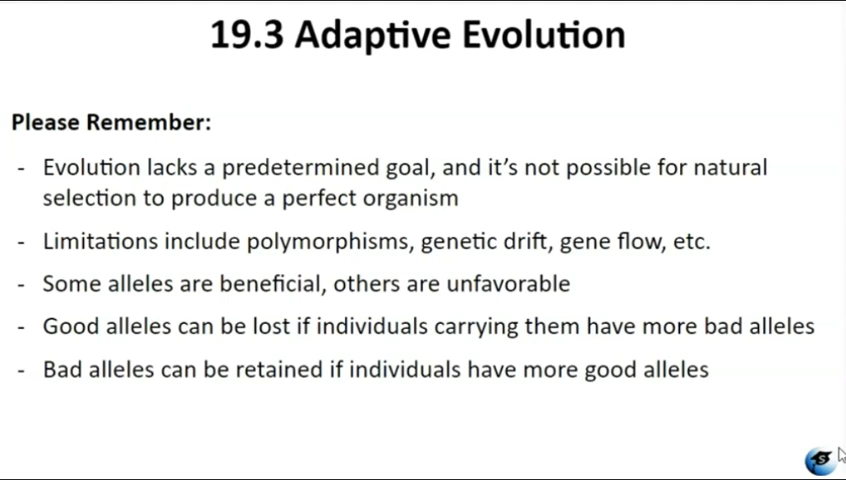 19.3 Adaptive Evolution
Please Remember:
- Evolution lacks a predetermined goal, and it's not possible for natural
selection to produce a perfect organism
- Limitations include polymorphisms, genetic drift, gene flow, etc.
- Some alleles are beneficial, others are unfavorable
- Good alleles can be lost if individuals carrying them have more bad alleles
- Bad alleles can be retained if individuals have more good alleles
S